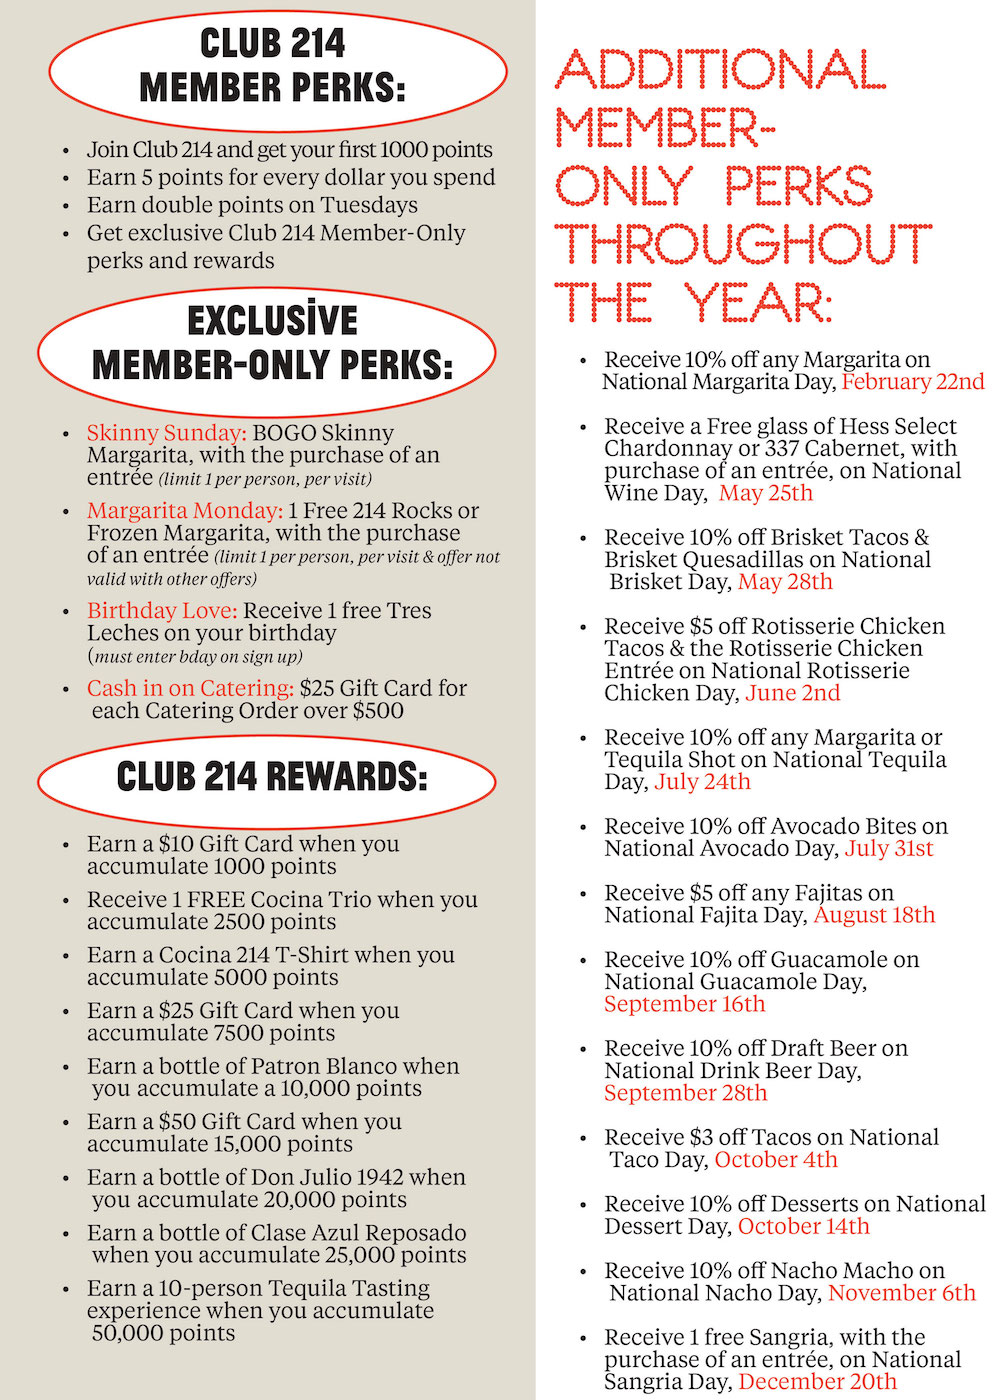 CLUB 214
MEMBER PERKS:
• Join Club 214 and get your first 1000 points
• Earn 5 points for every dollar you spend
• Earn double points on Tuesdays
• Get exclusive Club 214 Member-Only
perks and rewards
EXCLUSiVE
MEMBER-ONLY PERKS:
• Skinny Sunday: BOGO Skinny
Margarita, with the purchase of an
entrée (limit 1 per person, per visit)
• Margarita Monday: 1 Free 214 Rocks or
Frozen Margarita, with the purchase
of an entrée (limit 1 per person, per visit & offer not
valid with other offers)
• Birthday Love: Receive 1 free Tres
Leches on your birthday
(must enter bday on sign up)
• Cash in on Catering: $25 Gift Card for
each Catering Order over $500
CLUB 214 REWARDS:
• Earn a $10 Gift Card when you
accumulate 1000 points
• Receive 1 FREE Cocina Trio when you
accumulate 2500 points
• Earn a Cocina 214 T-Shirt when you
accumulate 5000 points
• Earn a $25 Gift Card when you
accumulate 7500 points
• Earn a bottle of Patron Blanco when
you accumulate a 10,000 points
• Earn a $50 Gift Card when you
accumulate 15,000 points
• Earn a bottle of Don Julio 1942 when
you accumulate 20,000 points
• Earn a bottle of Clase Azul Reposado
when you accumulate 25,000 points
• Earn a 10-person Tequila Tasting
experience when you accumulate
50,000 points
ADDITIONAL
MEMBER-
ONLY PERKS
THROUGHOUT
THE YEAR:
• Receive 10% off any Margarita on
National Margarita Day, February 22nd
• Receive a Free glass of Hess Select
Chardonnay or 337 Cabernet, with
purchase of an entrée, on National
Wine Day, May 25th
• Receive 10% off Brisket Tacos &
Brisket Quesadillas on National
Brisket Day, May 28th
• Receive $5 off Rotisserie Chicken
Tacos & the Rotisserie Chicken
Entrée on National Rotisserie
Chicken Day, June 2nd
• Receive 10% off any Margarita or
Tequila Shot on National Tequila
Day, July 24th
• Receive 10% off Avocado Bites on
National Avocado Day, July 31st
• Receive $5 off any Fajitas on
National Fajita Day, August 18th
• Receive 10% off Guacamole on
National Guacamole Day,
September 16th
• Receive 10% off Draft Beer on
National Drink Beer Day,
September 28th
• Receive $3 off Tacos on National
Taco Day, October 4th
• Receive 10% off Desserts on National
Dessert Day, October 14th
• Receive 10% off Nacho Macho on
National Nacho Day, November 6th
• Receive 1 free Sangria, with the
purchase of an entrée, on National
Sangria Day, December 20th